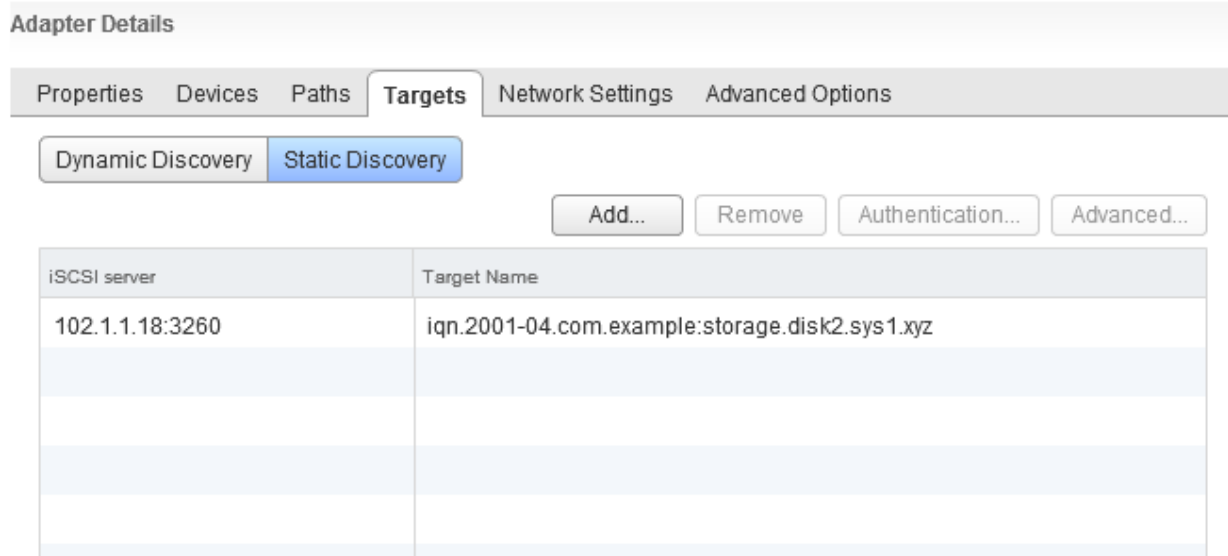 Adapter Details
Properties Devices Paths Targets Network Settings Advanced Options
Dynamic Discovery Static Discovery
Add... Remove Authentication... Advanced...
iSCSI server Target Name
102.1.1.18:3260 iqn.2001-04.com.example:storage.disk2.sys1.xyz